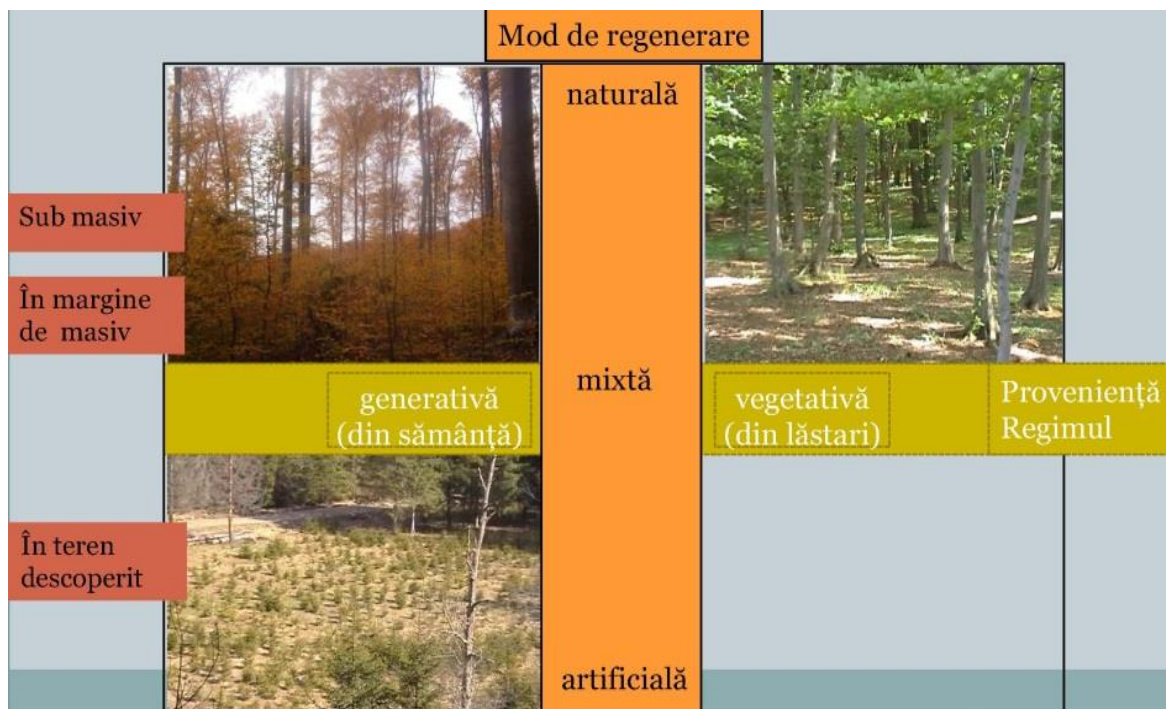 Mod de regenerare
naturală
Sub masiv
În margine
de masiv
mixtă
generativă
(din sămânță)
vegetativă
(din lăstari)
Proveniență
Regimul
În teren
descoperit
artificială